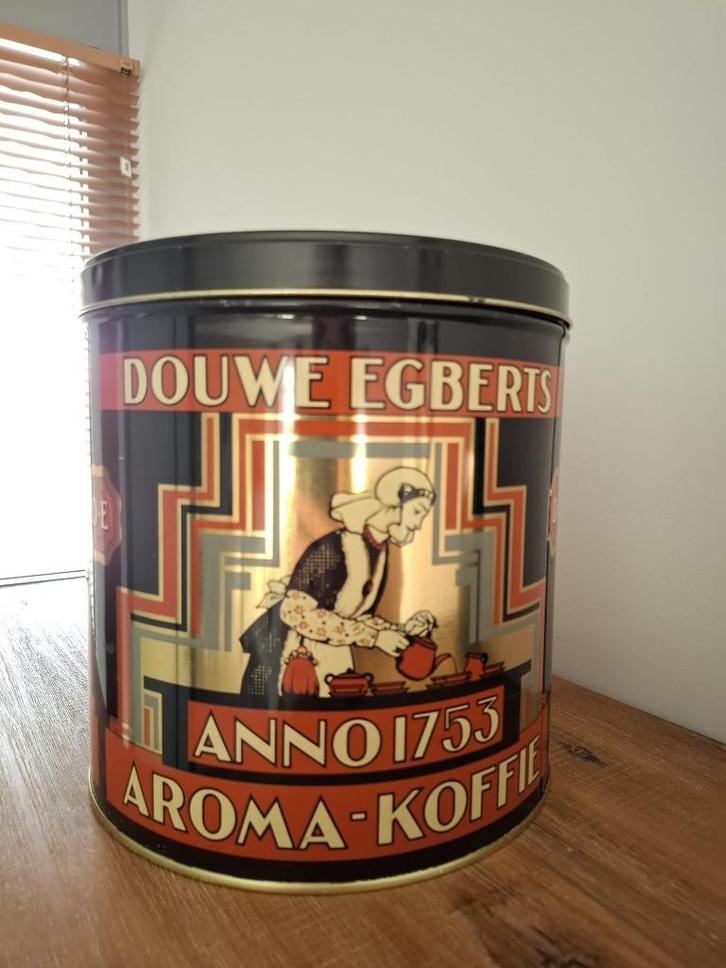 DOUWE EGBERTS
ANNO 1753
AROMA-KOFFIE